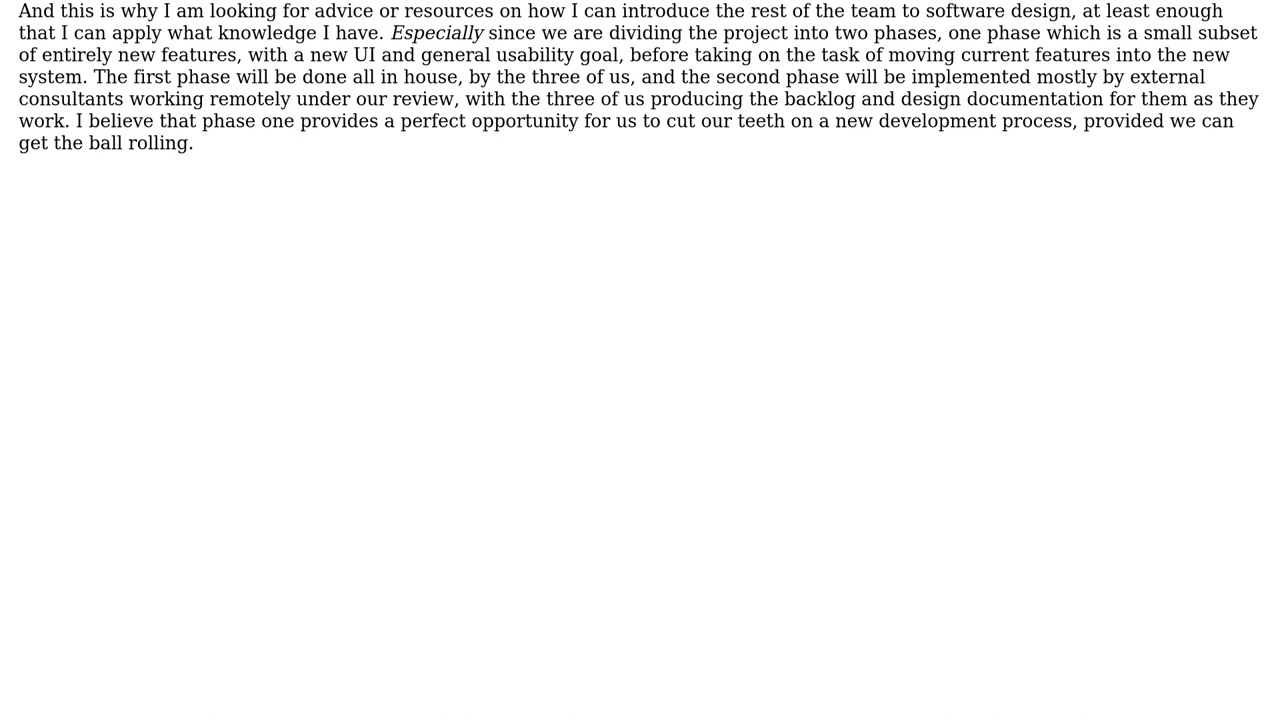 And this is why I am looking for advice or resources on how I can introduce the rest of the team to software design, at least enough
that I can apply what knowledge I have. Especially since we are dividing the project into two phases, one phase which is a small subset
of entirely new features, with a new UI and general usability goal, before taking on the task of moving current features into the new
system. The first phase will be done all in house, by the three of us, and the second phase will be implemented mostly by external
consultants working remotely under our review, with the three of us producing the backlog and design documentation for them as they
work. I believe that phase one provides a perfect opportunity for us to cut our teeth on a new development process, provided we can
get the ball rolling.